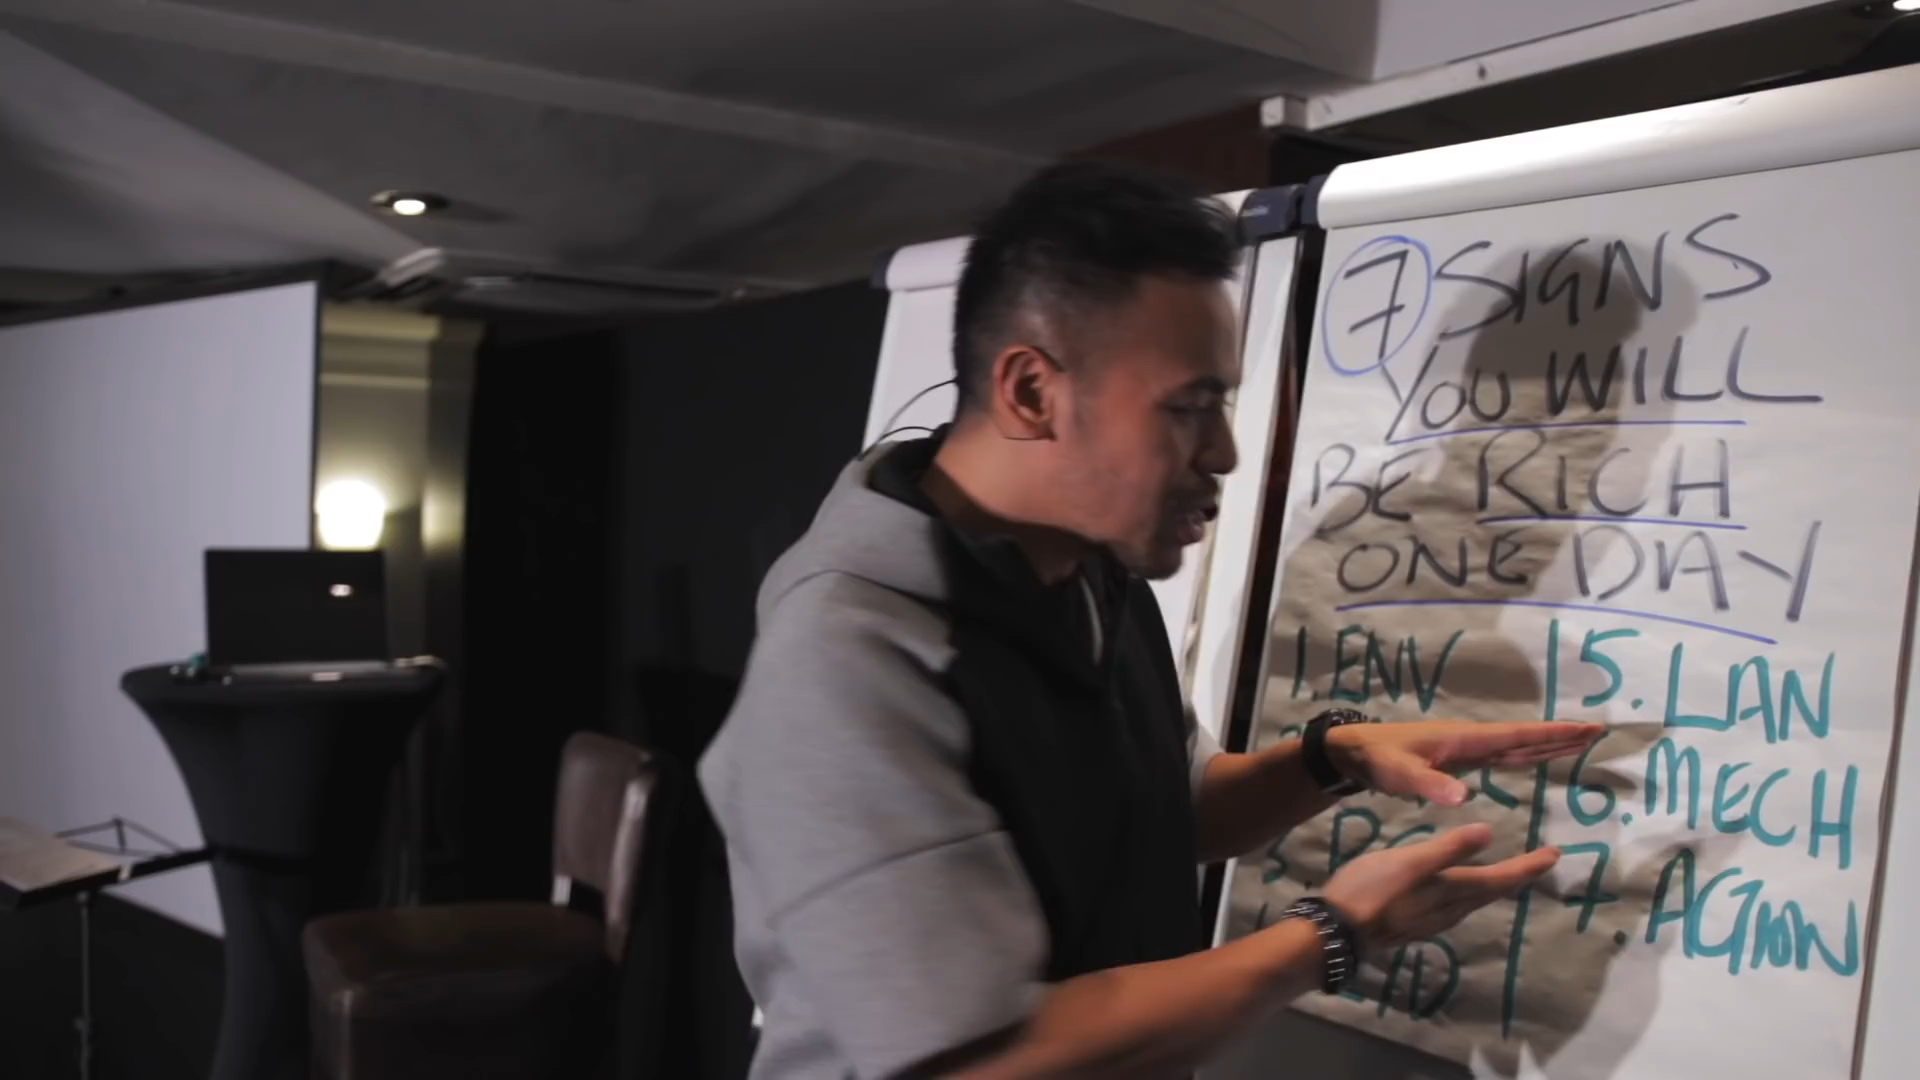 7 SIGNS
YOU WILL
BE RICH
ONE DAY
1. ENV
5. LAN
6. MECH
7. ACTION